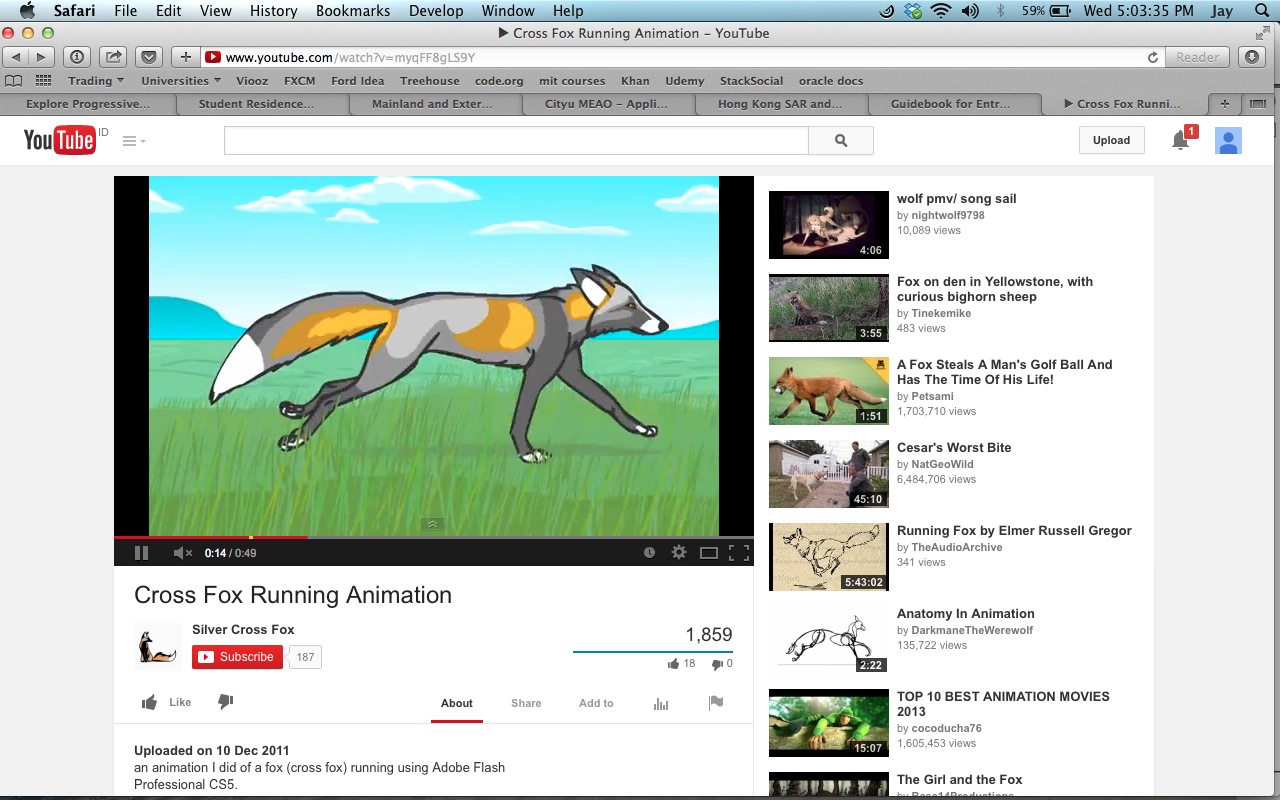 Safari File Edit View History Bookmarks Develop Window Help 59% Wed 5:03:35 PM Jay
▶ Cross Fox Running Animation – YouTube
www.youtube.com/watch?v=myqFF8gLS9Y Reader
Trading Universities Viooz FXCM Ford Idea Treehouse code.org mit courses Khan Udemy StackSocial oracle docs
Explore Progressive... Student Residence... Mainland and Exter... Cityu MEAO – Appli... Hong Kong SAR and... Guidebook for Entr... ▶ Cross Fox Runni...
YouTube ID Upload 1
0:14 / 0:49
Cross Fox Running Animation
Silver Cross Fox
Subscribe 187
1,859
18 0
Like About Share Add to
Uploaded on 10 Dec 2011
an animation I did of a fox (cross fox) running using Adobe Flash
Professional CS5.
wolf pmv/ song sail
by nightwolf9798
10,089 views
4:06
Fox on den in Yellowstone, with
curious bighorn sheep
by Tinekemike
483 views
3:55
A Fox Steals A Man's Golf Ball And
Has The Time Of His Life!
by Petsami
1,703,710 views
1:51
Cesar's Worst Bite
by NatGeoWild
6,484,706 views
45:10
Running Fox by Elmer Russell Gregor
by TheAudioArchive
341 views
5:43:02
Anatomy In Animation
by DarkmaneTheWerewolf
135,722 views
2:22
TOP 10 BEST ANIMATION MOVIES
2013
by cocoducha76
1,605,453 views
15:07
The Girl and the Fox
by Base14Productions